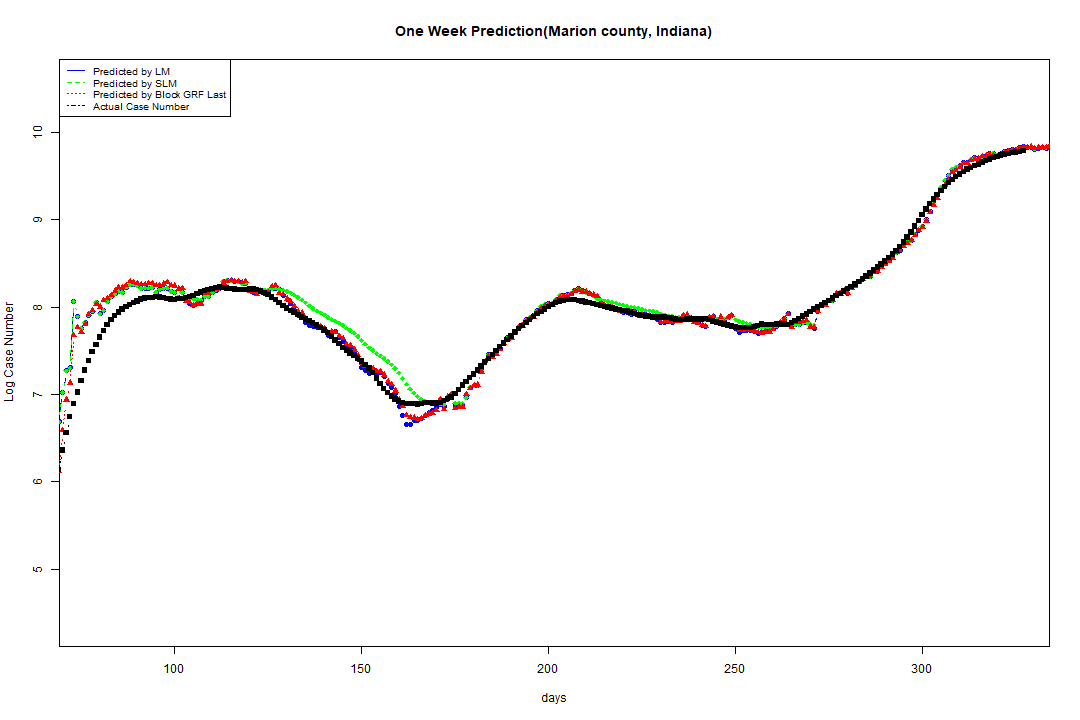 One Week Prediction(Marion county, Indiana)
Predicted by LM
Predicted by SLM
Predicted by Block GRF Last
Actual Case Number
10
9
8
7
6
5
Log Case Number
100 150 200 250 300
days